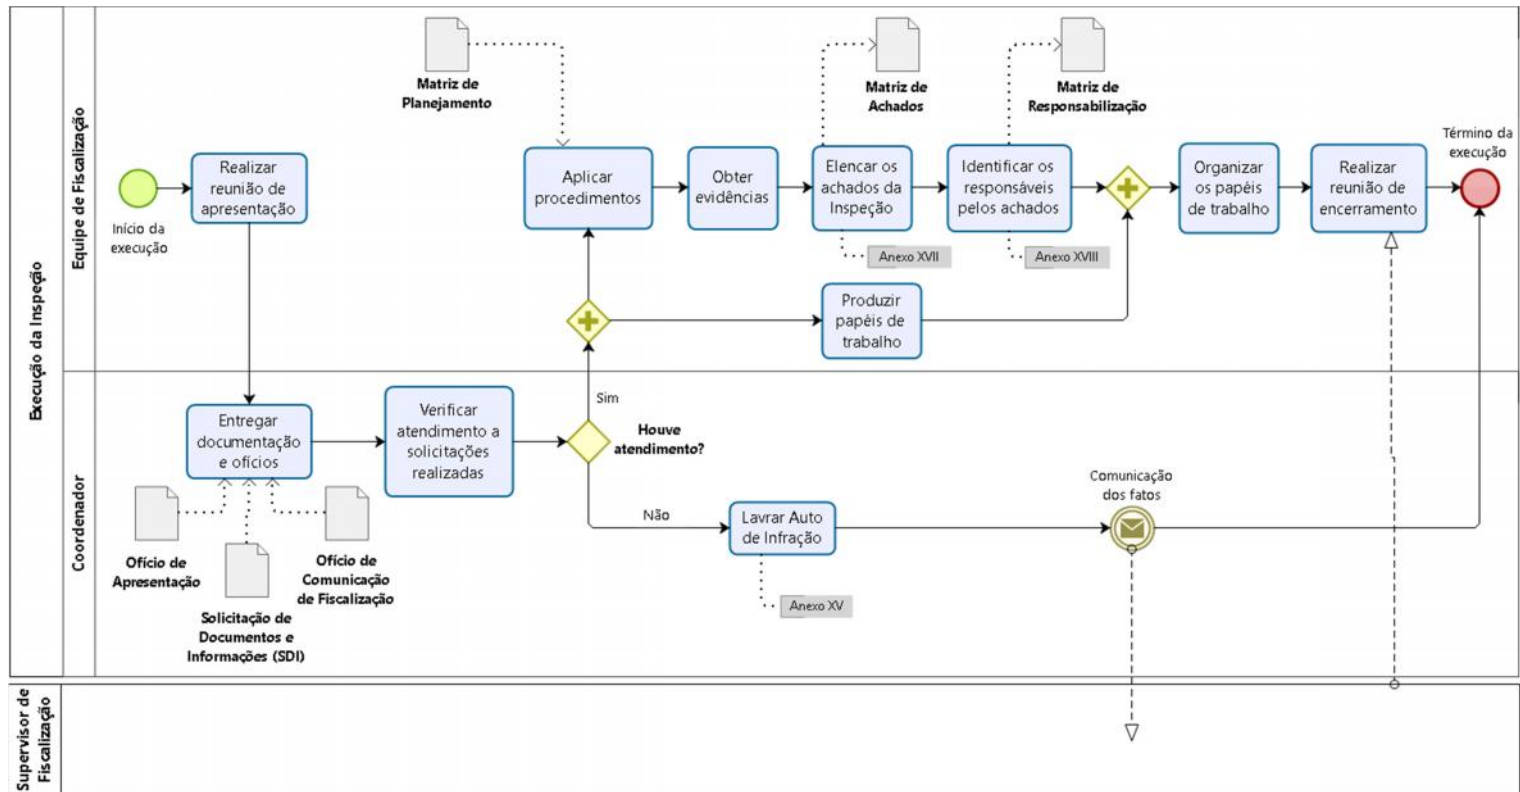 Execução da Inspeção
Equipe de Fiscalização
Matriz de
Planejamento
Matriz de
Achados
Matriz de
Responsabilização
Início da
execução
Realizar
reunião de
apresentação
Aplicar
procedimentos
Obter
evidências
Elencar os
achados da
Inspeção
Anexo XVII
Identificar os
responsáveis
pelos achados
Anexo XVIII
Organizar
os papéis
de trabalho
Realizar
reunião de
encerramento
Término da
execução
Produzir
papéis de
trabalho
Coordenador
Entregar
documentação
e ofícios
Ofício de
Apresentação
Solicitação de
Documentos e
Informações (SDI)
Ofício de
Comunicação
de Fiscalização
Verificar
atendimento a
solicitações
realizadas
Houve
atendimento?
Sim
Não
Lavrar Auto
de Infração
Anexo XV
Comunicação
dos fatos
Supervisor de
Fiscalização